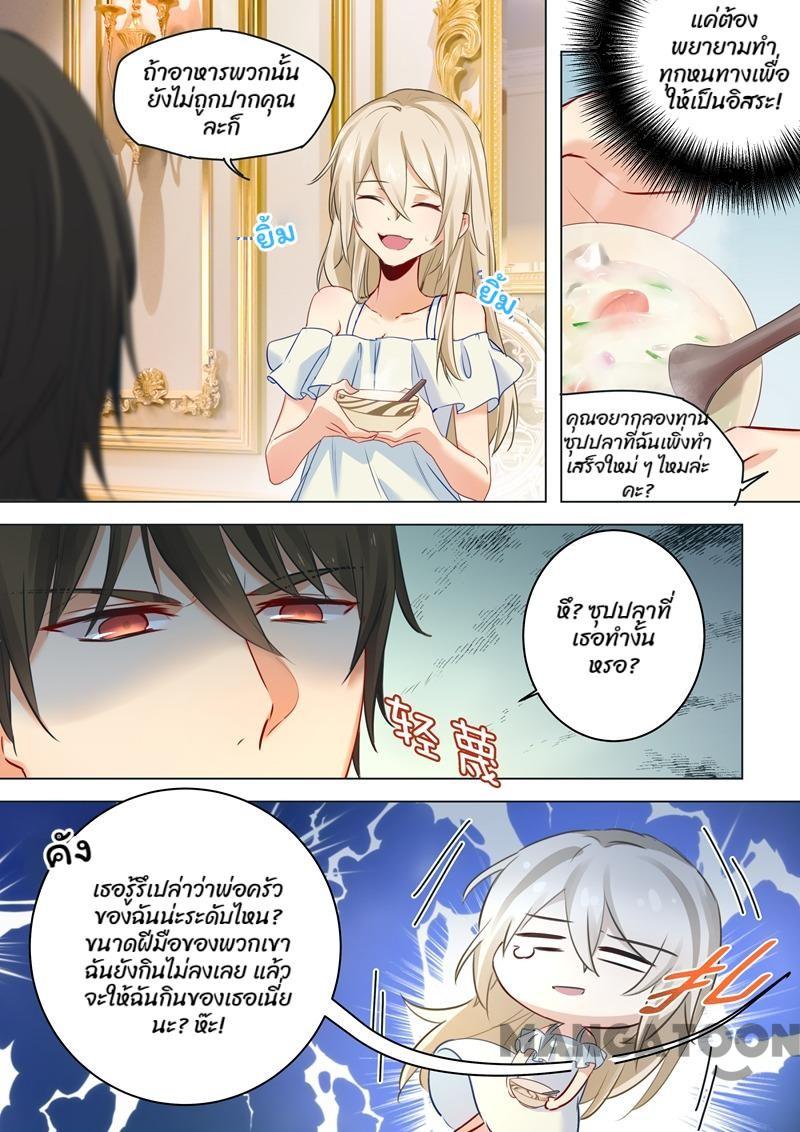 ถ้าอาหารพวกนั้น
ยังไม่ถูกปากคุณ
ละก็
ยิ้ม
ยิ้ม
แค่ต้อง
พยายามทำ
ทุกหนทางเพื่อ
ให้เป็นอิสระ!
คุณอยากลองทาน
ซุปปลาที่ฉันเพิ่งทำ
เสร็จใหม่ ๆ ไหมล่ะ
คะ?
หึ? ซุปปลาที่
เธอทำงั้น
หรอ?
轻蔑
คัง
เธอรู้รึเปล่าว่าพ่อครัว
ของฉันน่ะระดับไหน?
ขนาดฝีมือของพวกเขา
ฉันยังกินไม่ลงเลย แล้ว
จะให้ฉันกินของเธอเนี่ย
นะ? ห๊ะ!
扎
MANGATOON